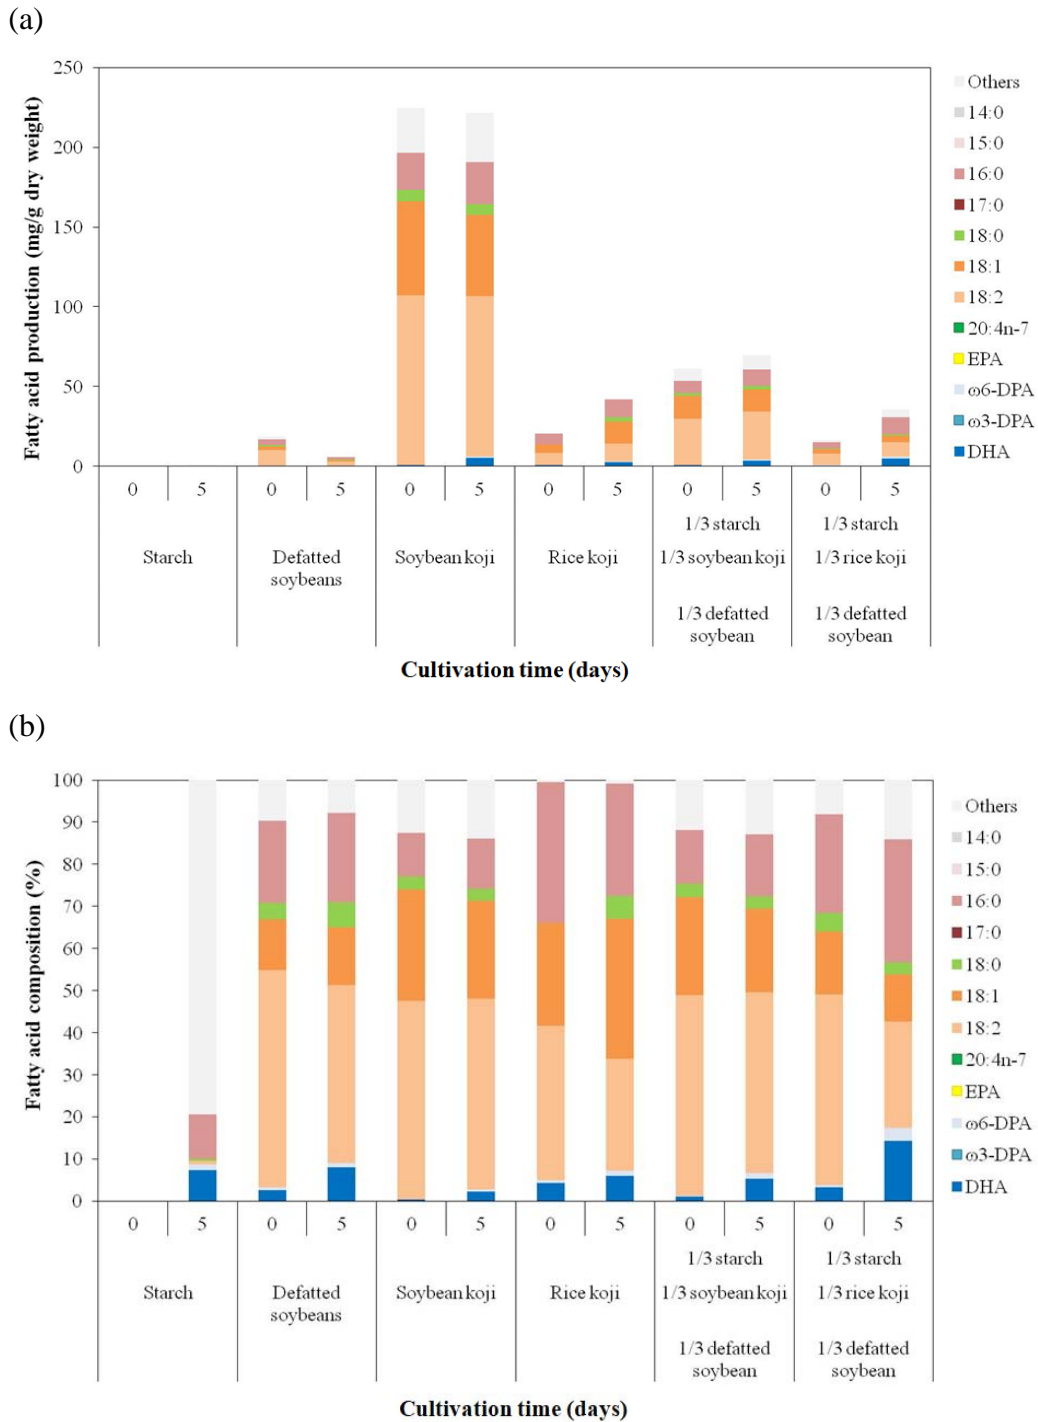 (a)
Fatty acid production (mg/g dry weight)
250
200
150
100
50
0
Others
14:0
15:0
16:0
17:0
18:0
18:1
18:2
20:4n-7
EPA
ω6-DPA
ω3-DPA
DHA
0 5 0 5 0 5 0 5 0 5 0 5
Starch
Defatted
soybeans
Soybean koji
Rice koji
1/3 starch
1/3 soybean koji
1/3 defatted
soybean
1/3 starch
1/3 rice koji
1/3 defatted
soybean
Cultivation time (days)
(b)
Fatty acid composition (%)
100
90
80
70
60
50
40
30
20
10
0
Others
14:0
15:0
16:0
17:0
18:0
18:1
18:2
20:4n-7
EPA
ω6-DPA
ω3-DPA
DHA
0 5 0 5 0 5 0 5 0 5 0 5
Starch
Defatted
soybeans
Soybean koji
Rice koji
1/3 starch
1/3 soybean koji
1/3 defatted
soybean
1/3 starch
1/3 rice koji
1/3 defatted
soybean
Cultivation time (days)